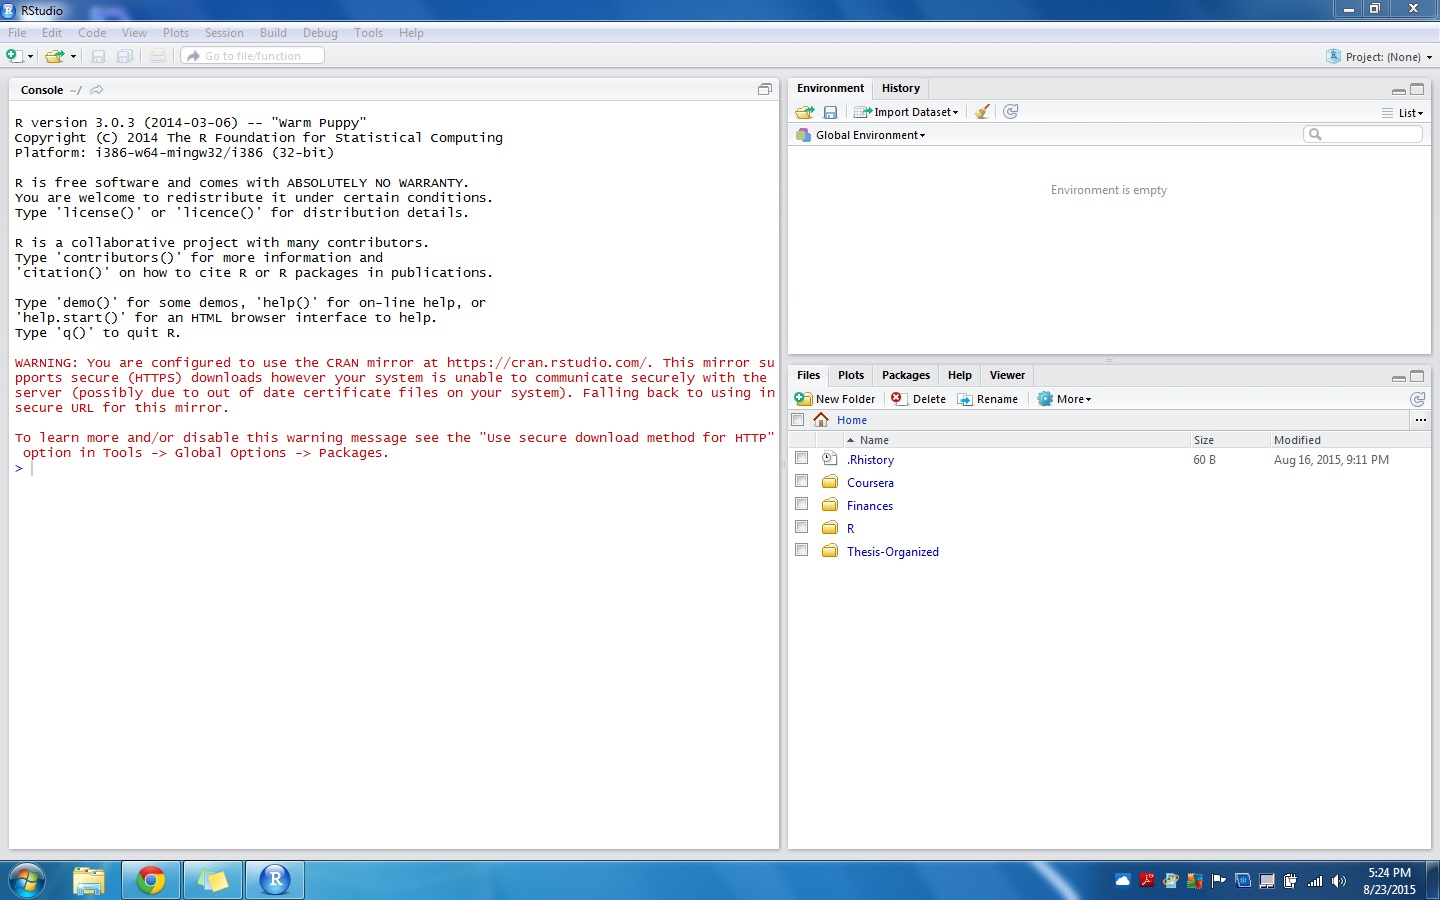 RStudio
File Edit Code View Plots Session Build Debug Tools Help
Go to file/function
Project: (None)
Console ~/
R version 3.0.3 (2014-03-06) -- "Warm Puppy"
Copyright (C) 2014 The R Foundation for Statistical Computing
Platform: i386-w64-mingw32/i386 (32-bit)
R is free software and comes with ABSOLUTELY NO WARRANTY.
You are welcome to redistribute it under certain conditions.
Type 'license()' or 'licence()' for distribution details.
R is a collaborative project with many contributors.
Type 'contributors()' for more information and
'citation()' on how to cite R or R packages in publications.
Type 'demo()' for some demos, 'help()' for on-line help, or
'help.start()' for an HTML browser interface to help.
Type 'q()' to quit R.
WARNING: You are configured to use the CRAN mirror at https://cran.rstudio.com/. This mirror su
pports secure (HTTPS) downloads however your system is unable to communicate securely with the
server (possibly due to out of date certificate files on your system). Falling back to using in
secure URL for this mirror.
To learn more and/or disable this warning message see the "Use secure download method for HTTP"
option in Tools -> Global Options -> Packages.
>
Environment History
Import Dataset
List
Global Environment
Environment is empty
Files Plots Packages Help Viewer
New Folder Delete Rename More
Home ...
Name Size Modified
.Rhistory 60 B Aug 16, 2015, 9:11 PM
Coursera
Finances
R
Thesis-Organized
5:24 PM
8/23/2015